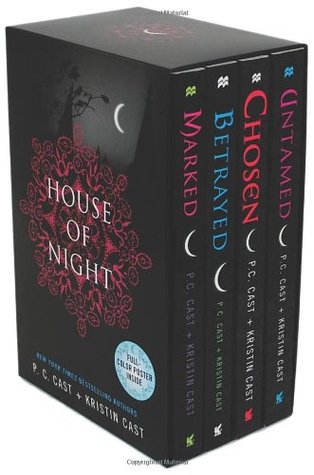 HOUSE OF
NIGHT
FULL-
COLOR POSTER
INSIDE
NEW YORK TIMES BESTSELLING AUTHORS
P. C. CAST + KRISTIN CAST
MARKED
P. C. CAST + KRISTIN CAST
BETRAYED
P. C. CAST + KRISTIN CAST
CHOSEN
P. C. CAST + KRISTIN CAST
UNTAMED
P. C. CAST + KRISTIN CAST